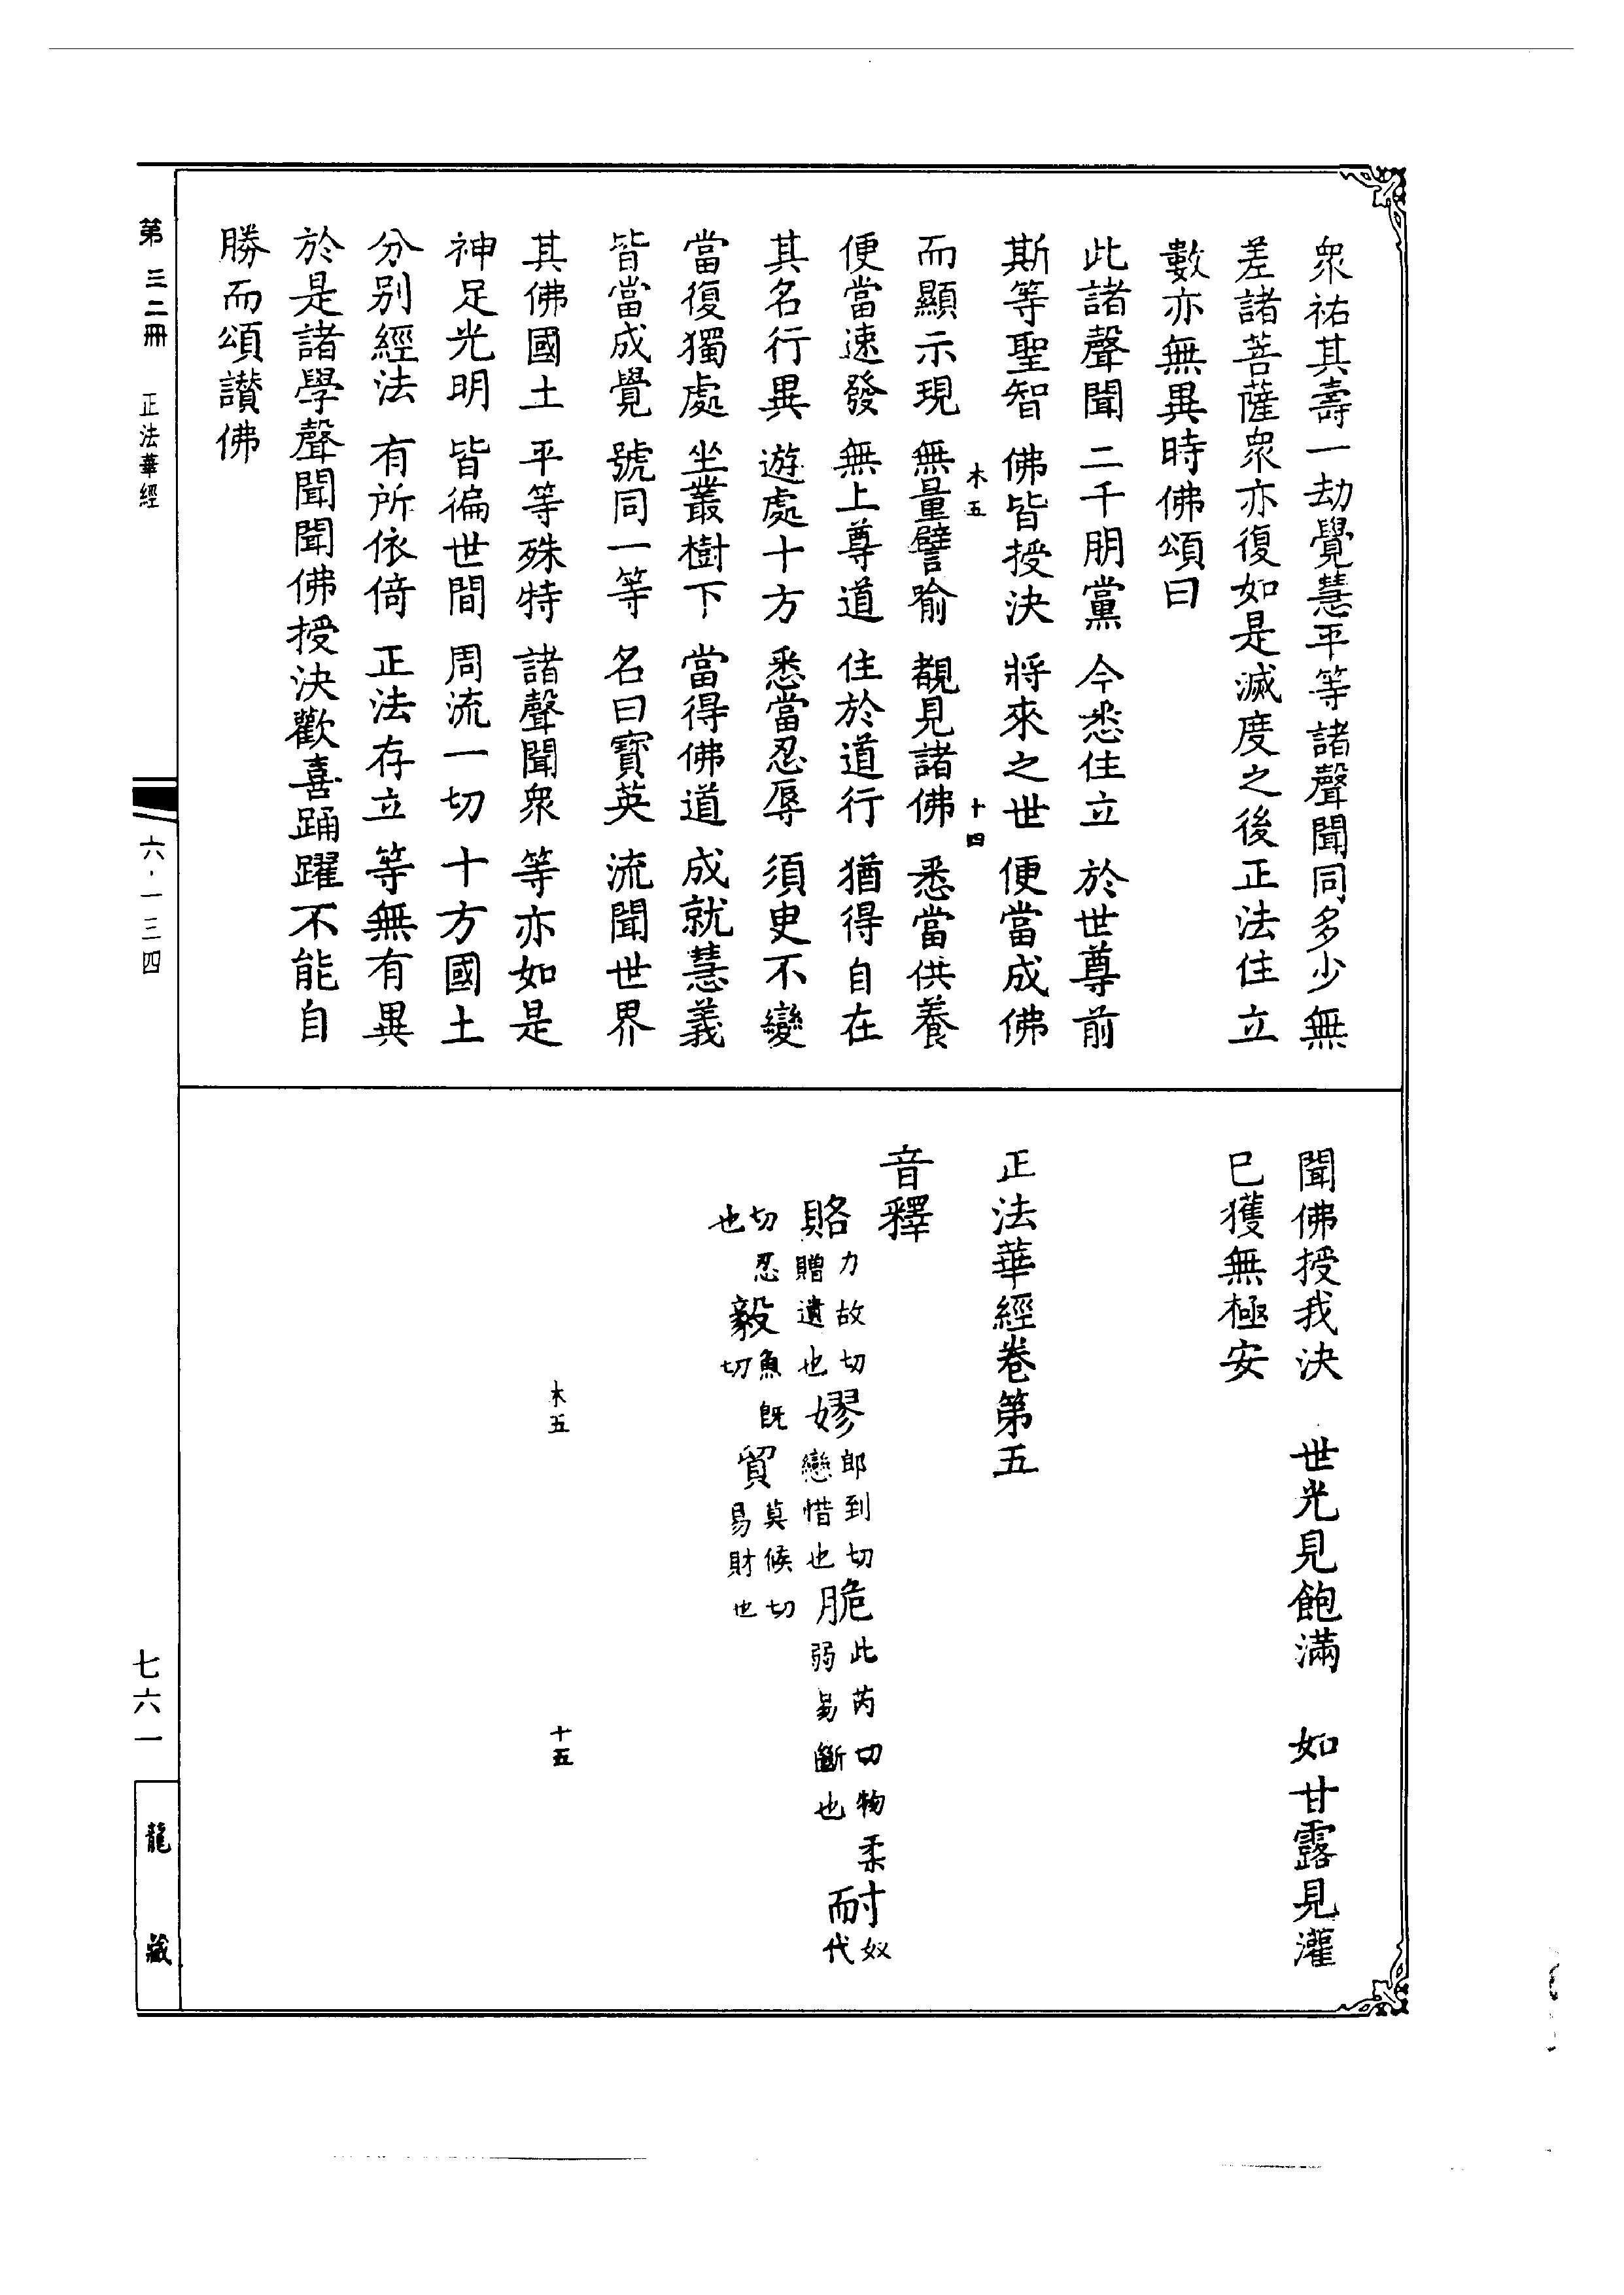 眾祐其壽一劫覺慧平等諸聲聞同多少無
差諸菩薩眾亦復如是滅度之後正法住立
數亦無異時佛頌曰
此諸聲聞 二千朋黨 今悉住立 於世尊前
斯等聖智 佛皆授決 將來之世 便當成佛
木五 十四
而顯示現 無量譬喻 覩見諸佛 悉當供養
便當速發 無上尊道 住於道行 猶得自在
其名行異 遊處十方 悉當忍辱 須臾不變
當復獨處 坐叢樹下 當得佛道 成就慧義
皆當成覺 號同一等 名曰寶英 流聞世界
其佛國土 平等殊特 諸聲聞眾 等亦如是
神足光明 皆徧世間 周流一切 十方國土
分別經法 有所依倚 正法存立 等無有異
於是諸學聲聞聞佛授決歡喜踊躍不能自
勝而頌讚佛
聞佛授我決 世光見飽滿 如甘露見灌
已獲無極安
正法華經卷第五
音釋
賂力故切贈遺也嫪郎到切戀惜也脆此芮切物柔弱易斷也耐奴代
切忍也毅魚既切貿莫候切易財也
木五 十五
第三二冊 正法華經
六·一三四
七六一
龍藏